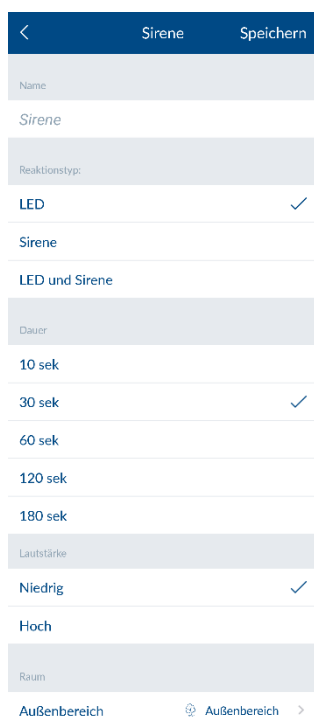 Sirene Speichern
Name
Sirene
Reaktionstyp:
LED
Sirene
LED und Sirene
Dauer
10 sek
30 sek
60 sek
120 sek
180 sek
Lautstärke
Niedrig
Hoch
Raum
Außenbereich Außenbereich